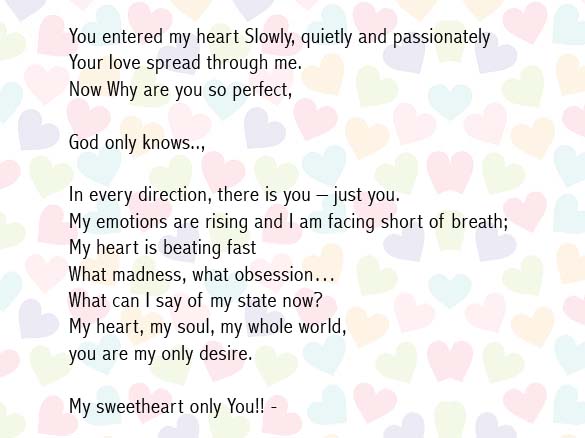 You entered my heart Slowly, quietly and passionately
Your love spread through me.
Now Why are you so perfect,
God only knows..,
In every direction, there is you – just you.
My emotions are rising and I am facing short of breath;
My heart is beating fast
What madness, what obsession…
What can I say of my state now?
My heart, my soul, my whole world,
you are my only desire.
My sweetheart only You!! -